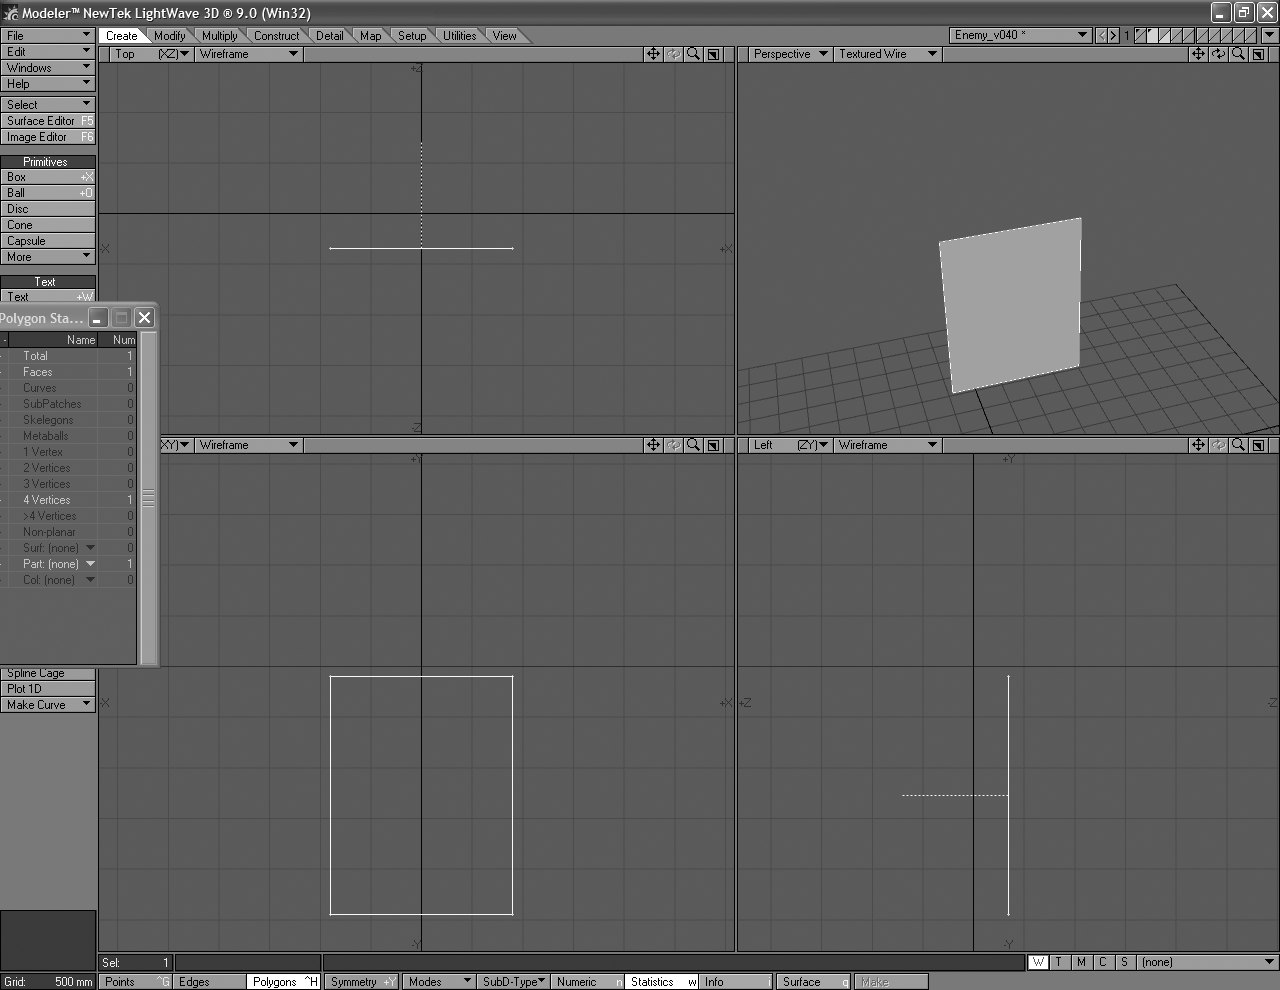 Modeler™ NewTek LightWave 3D ® 9.0 (Win32)
File
Edit
Windows
Help
Select
Surface Editor F5
Image Editor F6
Primitives
Box +X
Ball +O
Disc
Cone
Capsule
More
Text
Text +W
Create Modify Multiply Construct Detail Map Setup Utilities View
Enemy_v040 * 1
Top (XZ) Wireframe
+Z
-X +X
-Z
Perspective Textured Wire
Polygon Sta...
- Name Num
Total 1
Faces 1
Curves 0
SubPatches 0
Skelegons 0
Metaballs 0
1 Vertex 0
2 Vertices 0
3 Vertices 0
4 Vertices 1
>4 Vertices 0
Non-planar 0
Surf: (none) 0
Part: (none) 1
Col: (none) 0
XY) Wireframe
+Y
-X +X
-Y
Left (ZY) Wireframe
+Y
+Z -Z
-Y
Spline Cage
Plot 1D
Make Curve
Sel: 1
W T M C S (none)
Grid: 500 mm
Points ^G Edges Polygons ^H Symmetry +Y Modes SubD-Type Numeric n Statistics w Info i Surface q Make